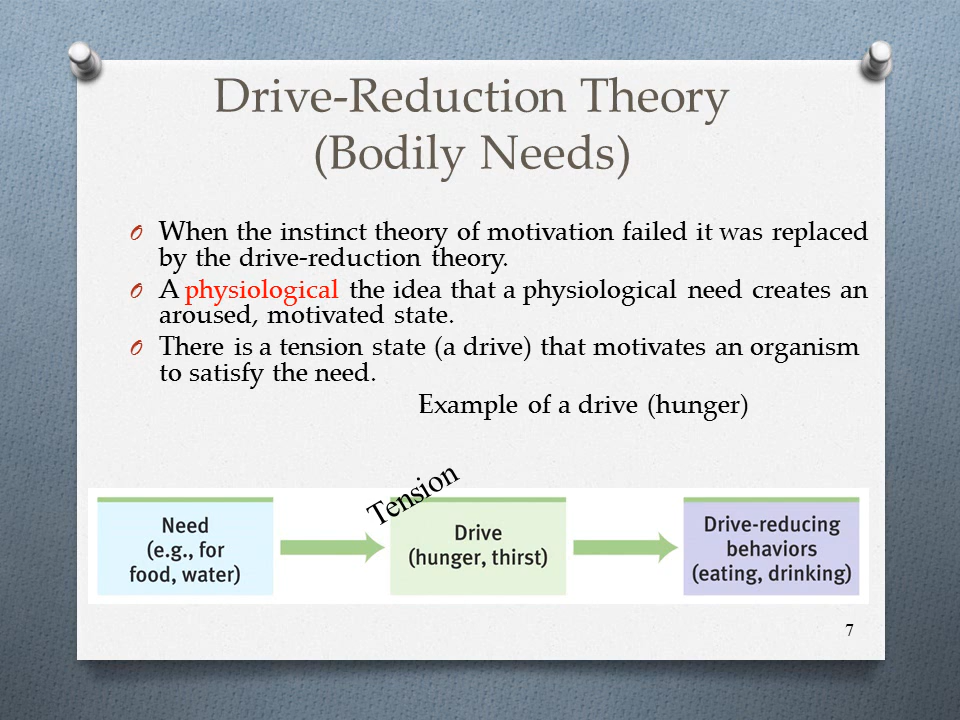 Drive-Reduction Theory
(Bodily Needs)
When the instinct theory of motivation failed it was replaced
by the drive-reduction theory.
A physiological the idea that a physiological need creates an
aroused, motivated state.
There is a tension state (a drive) that motivates an organism
to satisfy the need.
Example of a drive (hunger)
Tension
Need
(e.g., for
food, water)
Drive
(hunger, thirst)
Drive-reducing
behaviors
(eating, drinking)
7